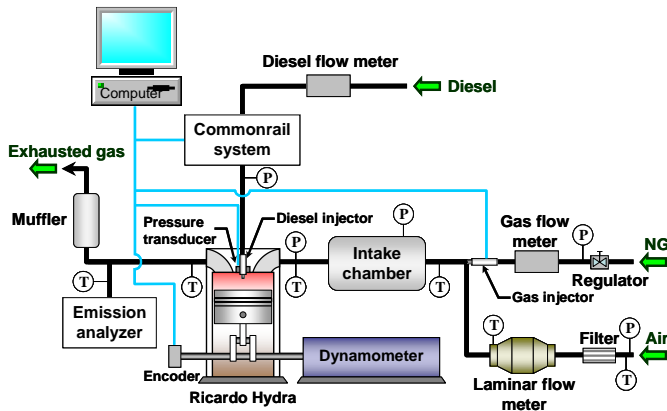 Computer
Diesel flow meter
Diesel
Commonrail
system
Exhausted gas
P
Muffler
Pressure
transducer
Diesel injector
P
P
Gas flow
meter
P
NG
Intake
chamber
Regulator
T
T
T
T
Gas injector
Emission
analyzer
T
Filter
P
Air
Encoder
Dynamometer
T
Laminar flow
meter
Ricardo Hydra